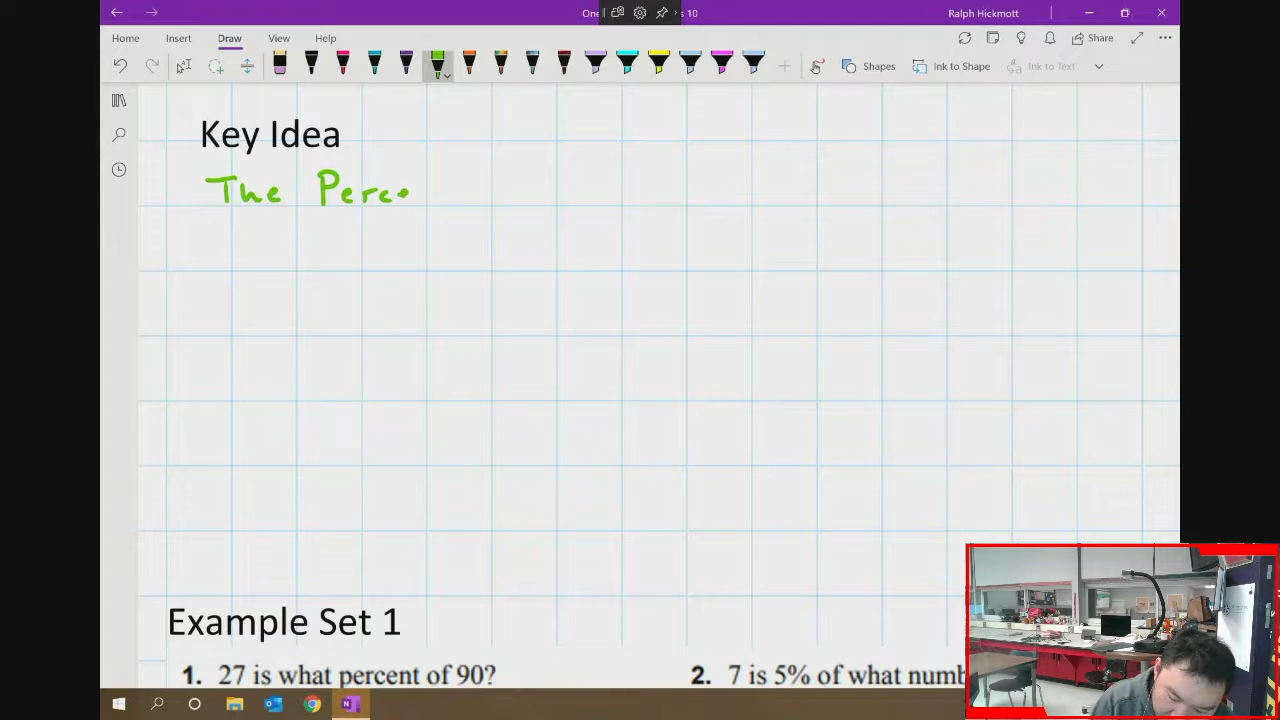 Ralph Hickmott
Home Insert Draw View Help
Share
Shapes Ink to Shape Ink to Text
Key Idea
The Perce
Example Set 1
1. 27 is what percent of 90?
2. 7 is 5% of what numb